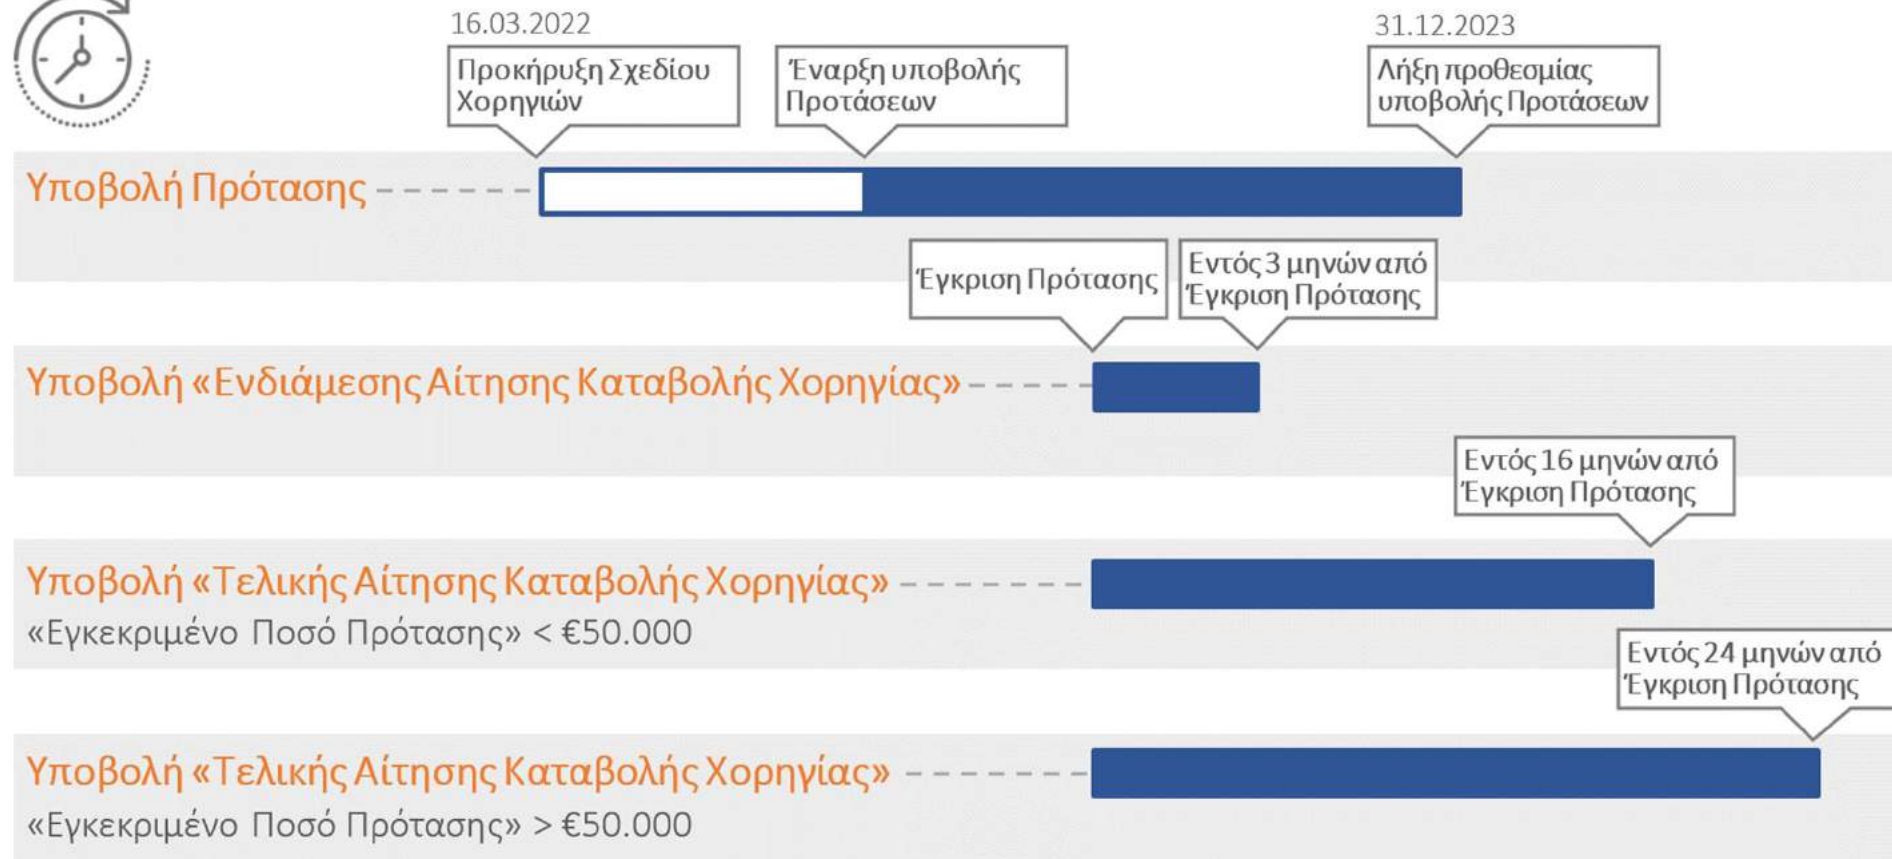 16.03.2022
31.12.2023
Προκήρυξη Σχεδίου
Χορηγιών
Έναρξη υποβολής
Προτάσεων
Λήξη προθεσμίας
υποβολής Προτάσεων
Υποβολή Πρότασης
Έγκριση Πρότασης
Εντός 3 μηνών από
Έγκριση Πρότασης
Υποβολή «Ενδιάμεσης Αίτησης Καταβολής Χορηγίας»
Εντός 16 μηνών από
Έγκριση Πρότασης
Υποβολή «Τελικής Αίτησης Καταβολής Χορηγίας»
«Εγκεκριμένο Ποσό Πρότασης» < €50.000
Εντός 24 μηνών από
Έγκριση Πρότασης
Υποβολή «Τελικής Αίτησης Καταβολής Χορηγίας»
«Εγκεκριμένο Ποσό Πρότασης» > €50.000